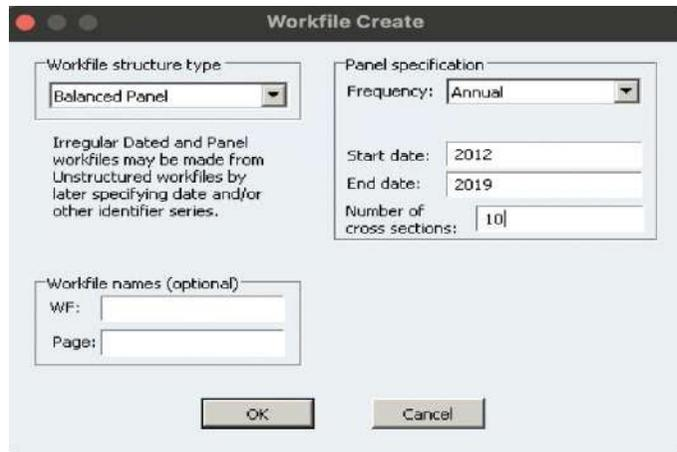 Workfile Create
Workfile structure type
Balanced Panel
Irregular Dated and Panel
workfiles may be made from
Unstructured workfiles by
later specifying date and/or
other identifier series.
Panel specification
Frequency: Annual
Start date: 2012
End date: 2019
Number of
cross sections: 10
Workfile names (optional)
WF:
Page:
OK Cancel